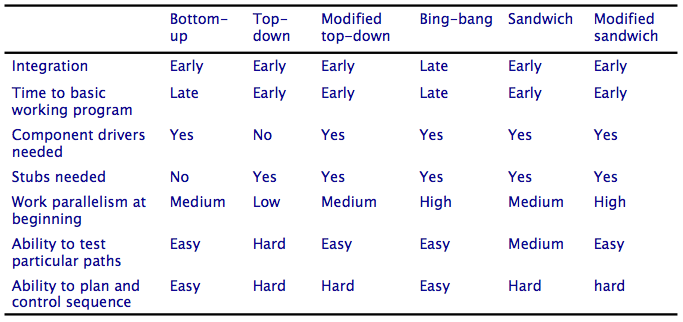 Bottom-up Top-down Modified top-down Bing-bang Sandwich Modified sandwich
Integration Early Early Early Late Early Early
Time to basic working program Late Early Early Late Early Early
Component drivers needed Yes No Yes Yes Yes Yes
Stubs needed No Yes Yes Yes Yes Yes
Work parallelism at beginning Medium Low Medium High Medium High
Ability to test particular paths Easy Hard Easy Easy Medium Easy
Ability to plan and control sequence Easy Hard Hard Easy Hard hard